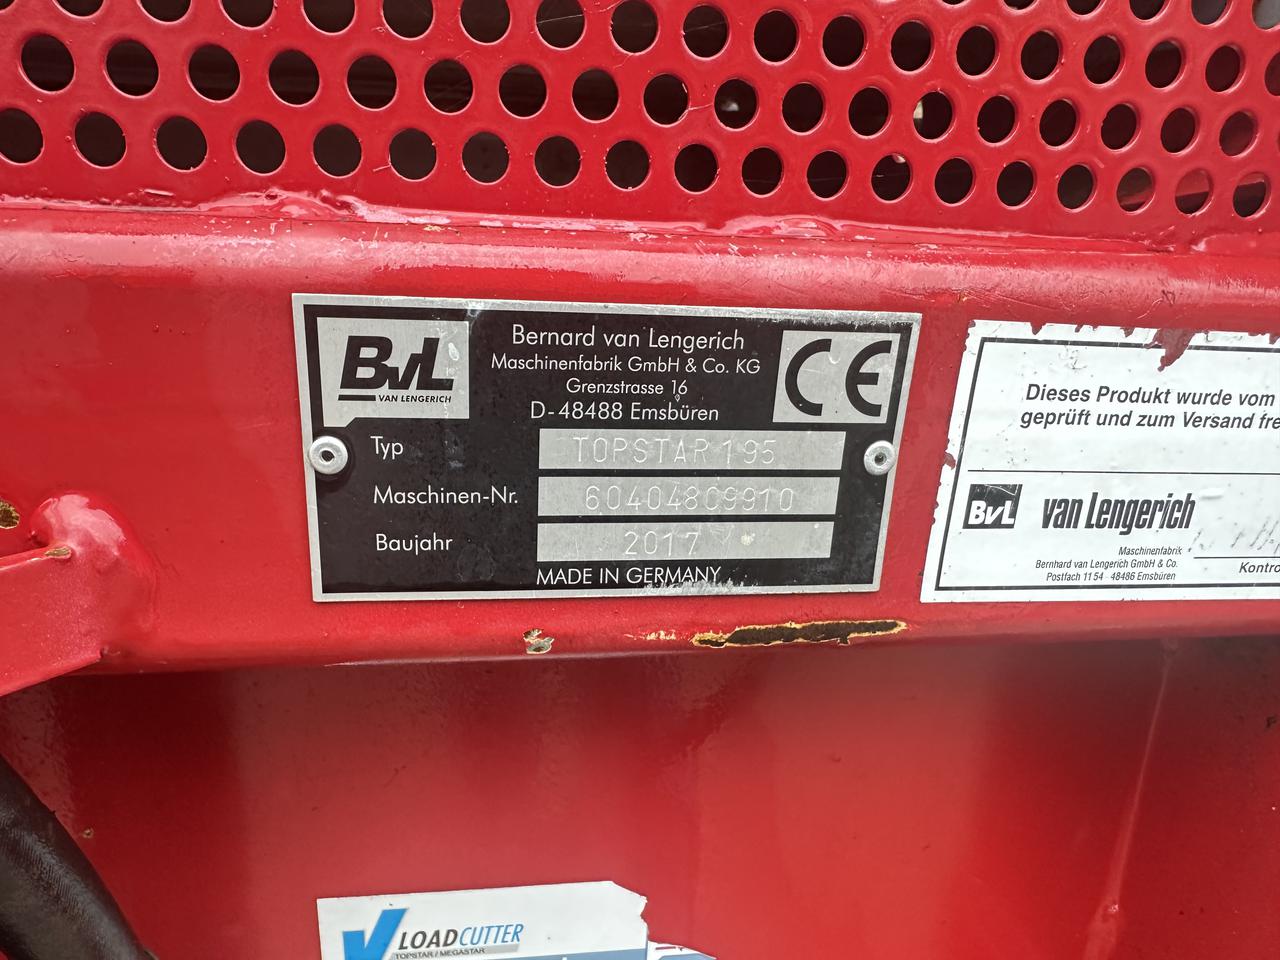 BvL
VAN LENGERICH
Bernard van Lengerich
Maschinenfabrik GmbH & Co. KG
Grenzstrasse 16
D-48488 Emsbüren
CE
Typ TOPSTAR 195
Maschinen-Nr. 60404809910
Baujahr 2017
MADE IN GERMANY
Dieses Produkt wurde vom
geprüft und zum Versand fre
BvL van Lengerich
Maschinenfabrik
Bernhard van Lengerich GmbH & Co.
Postfach 11 54 · 48486 Emsbüren
Kontro
LOADCUTTER
TOPSTAR / MEGASTAR